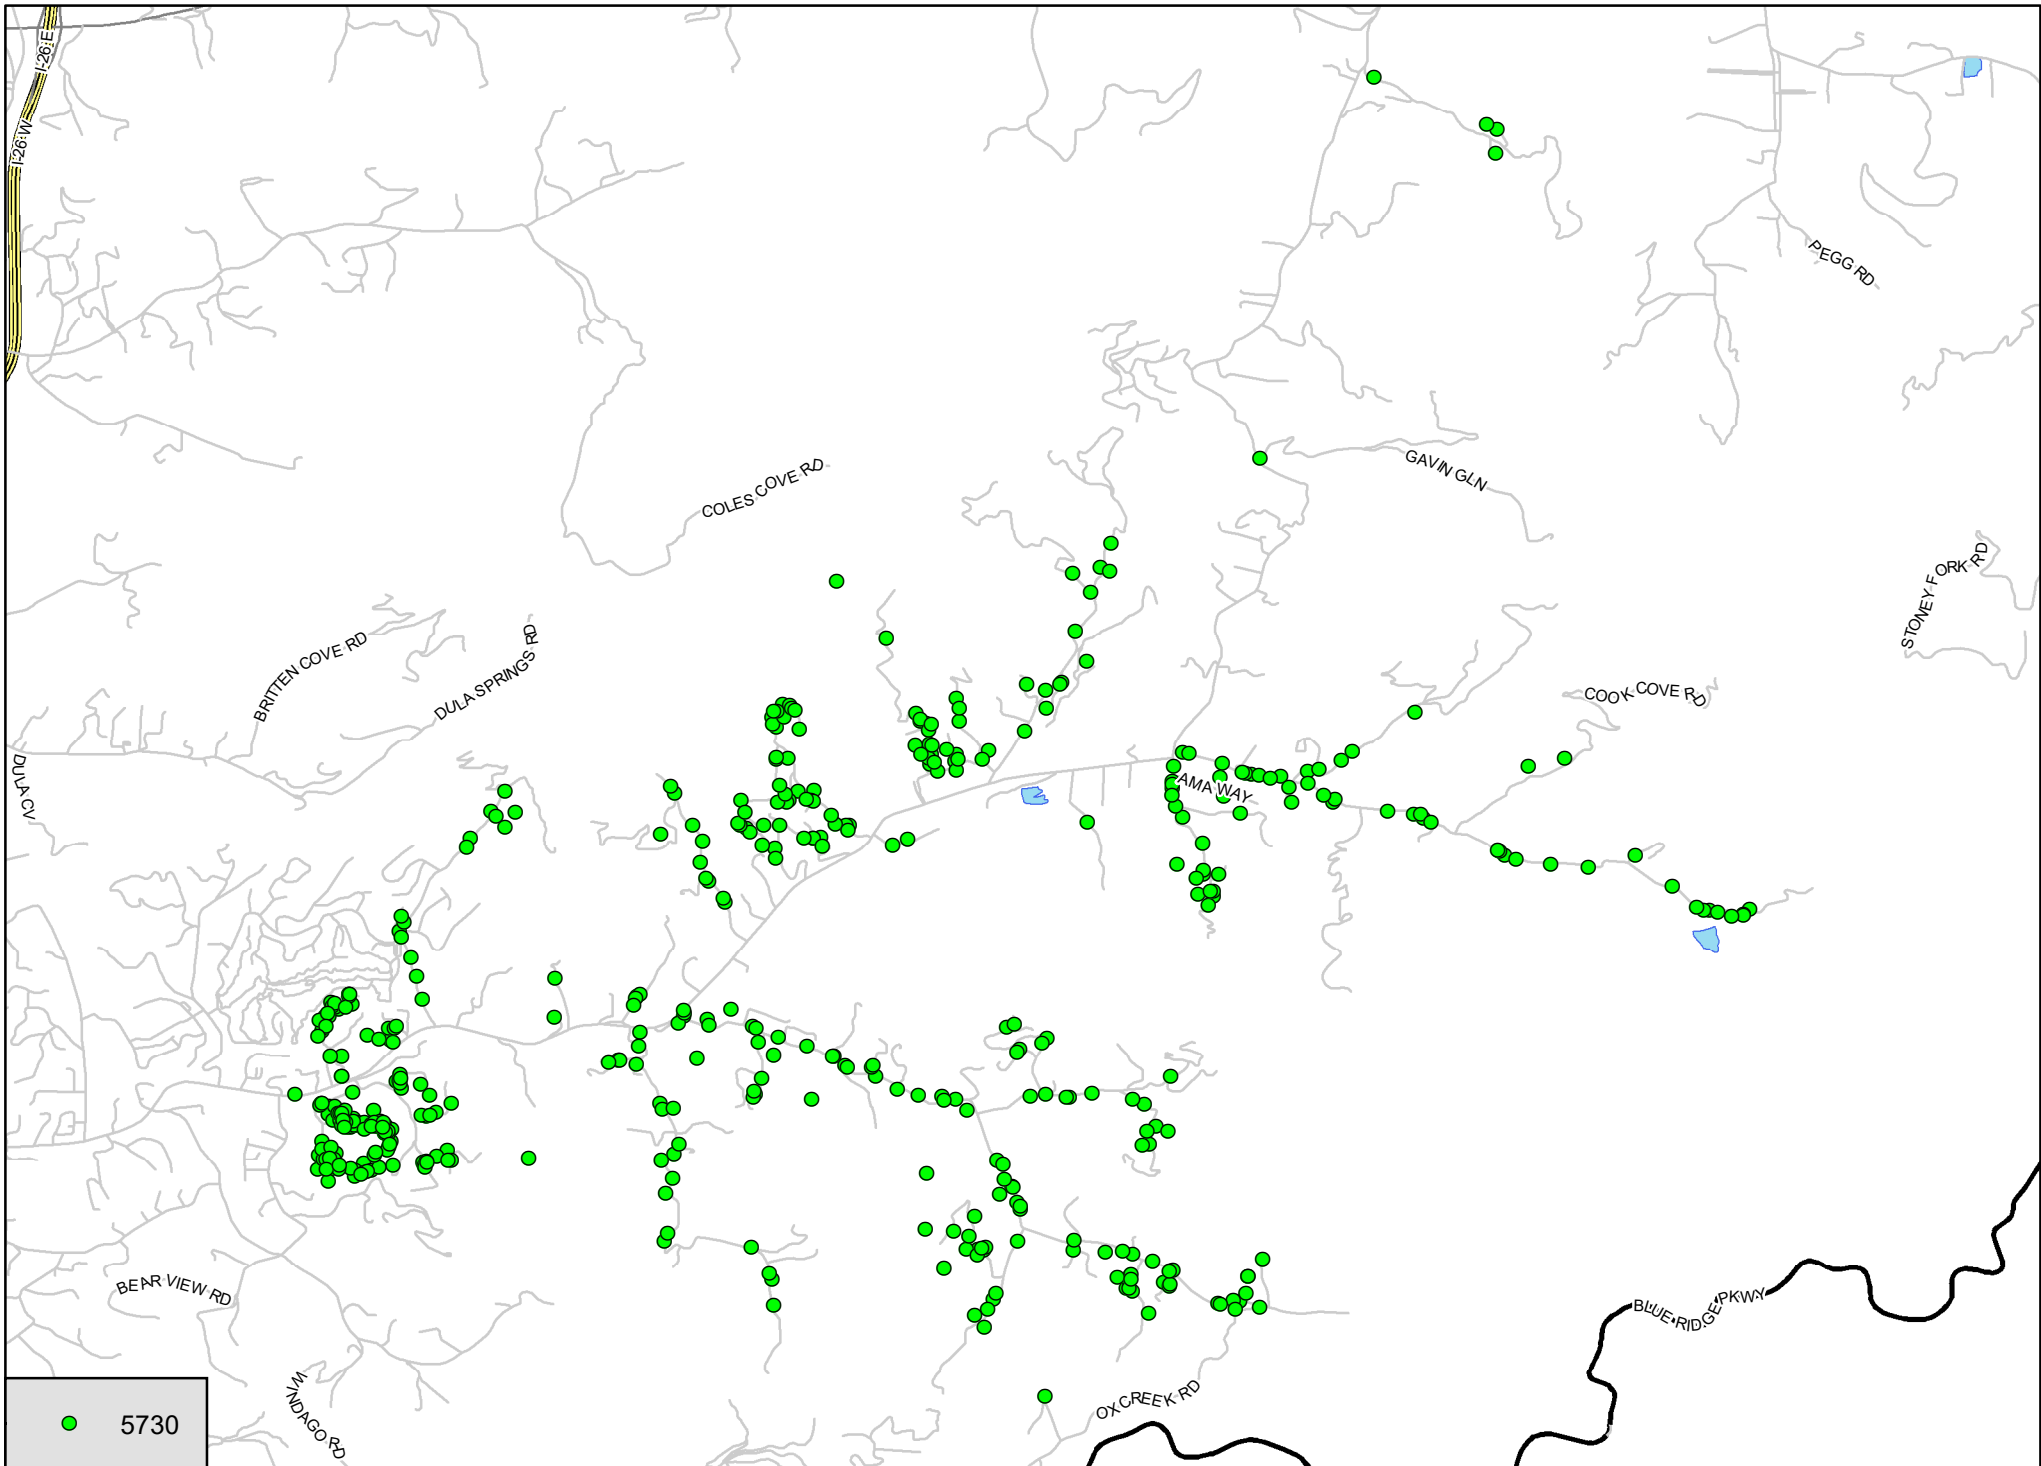 I-26 E
I-26 W
PEGG RD
GAVIN GLN
COLES COVE RD
STONEY FORK RD
BRITTEN COVE RD
DULA SPRINGS RD
COOK COVE RD
DULA CV
AMA WAY
BEAR VIEW RD
BLUE RIDGE PKWY
WINDAGO RD
OX CREEK RD
5730